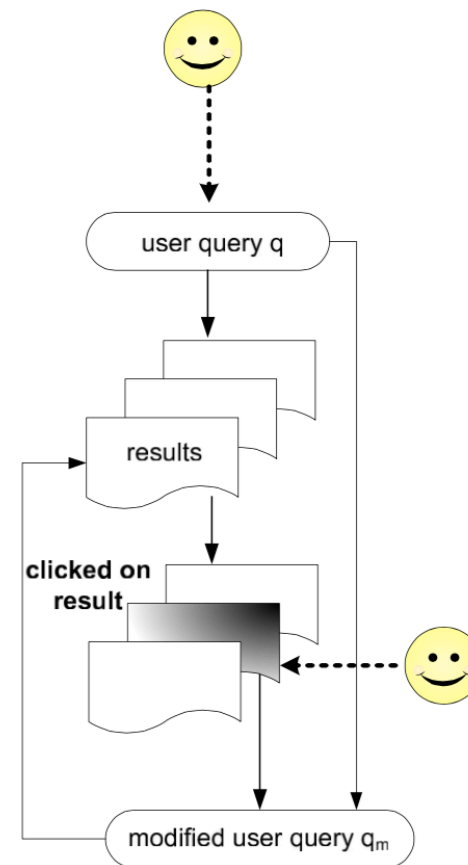 user query q
results
clicked on
result
modified user query qₘ